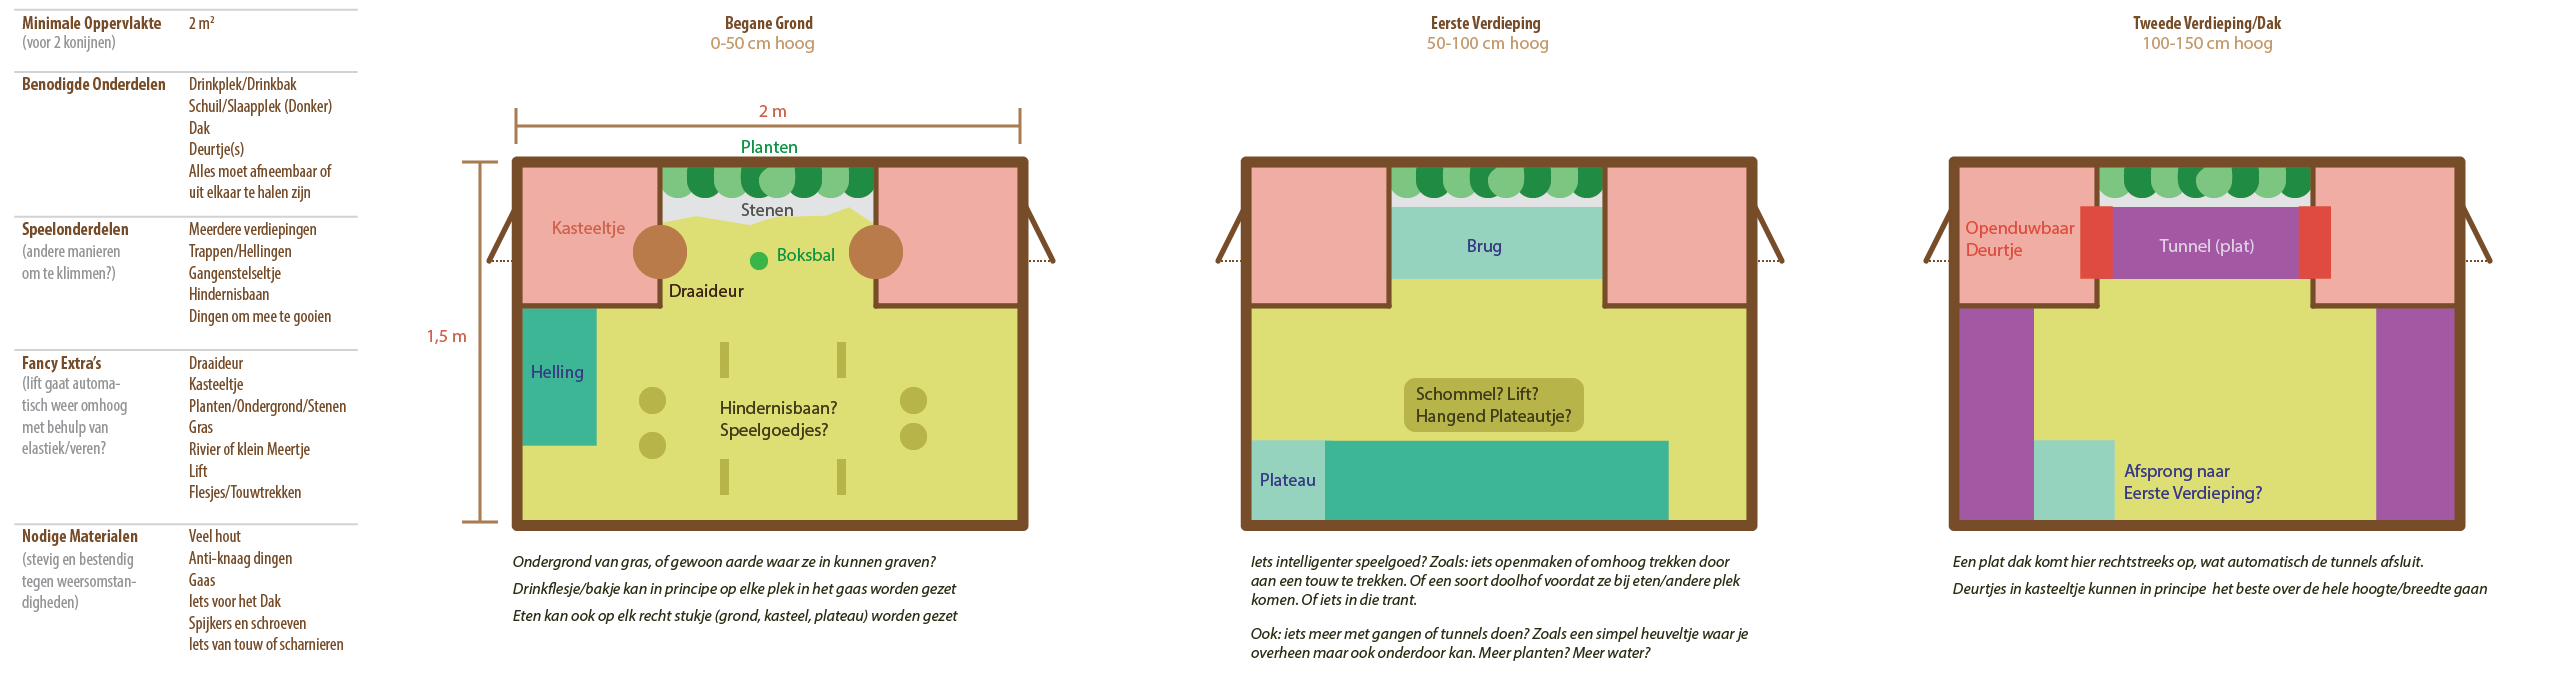 Minimale Oppervlakte
(voor 2 konijnen)
2 m²
Benodigde Onderdelen
Drinkplek/Drinkbak
Schuil/Slaapplek (Donker)
Dak
Deurtje(s)
Alles moet afneembaar of
uit elkaar te halen zijn
Speelonderdelen
(andere manieren
om te klimmen?)
Meerdere verdiepingen
Trappen/Hellingen
Gangenstelseltje
Hindernisbaan
Dingen om mee te gooien
Fancy Extra's
(lift gaat automa-
tisch weer omhoog
met behulp van
elastiek/veren?
Draaideur
Kasteeltje
Planten/Ondergrond/Stenen
Gras
Rivier of klein Meertje
Lift
Flesjes/Touwtrekken
Nodige Materialen
(stevig en bestendig
tegen weersomstan-
digheden)
Veel hout
Anti-knaag dingen
Gaas
Iets voor het Dak
Spijkers en schroeven
Iets van touw of scharnieren
Begane Grond
0-50 cm hoog
2 m
Planten
Stenen
Kasteeltje
Boksbal
Draaideur
1,5 m
Helling
Hindernisbaan?
Speelgoedjes?
Ondergrond van gras, of gewoon aarde waar ze in kunnen graven?
Drinkflesje/bakje kan in principe op elke plek in het gaas worden gezet
Eten kan ook op elk recht stukje (grond, kasteel, plateau) worden gezet
Eerste Verdieping
50-100 cm hoog
Brug
Schommel? Lift?
Hangend Plateautje?
Plateau
Iets intelligenter speelgoed? Zoals: iets openmaken of omhoog trekken door
aan een touw te trekken. Of een soort doolhof voordat ze bij eten/andere plek
komen. Of iets in die trant.
Ook: iets meer met gangen of tunnels doen? Zoals een simpel heuveltje waar je
overheen maar ook onderdoor kan. Meer planten? Meer water?
Tweede Verdieping/Dak
100-150 cm hoog
Openduwbaar
Deurtje
Tunnel (plat)
Afsprong naar
Eerste Verdieping?
Een plat dak komt hier rechtstreeks op, wat automatisch de tunnels afsluit.
Deurtjes in kasteeltje kunnen in principe  het beste over de hele hoogte/breedte gaan